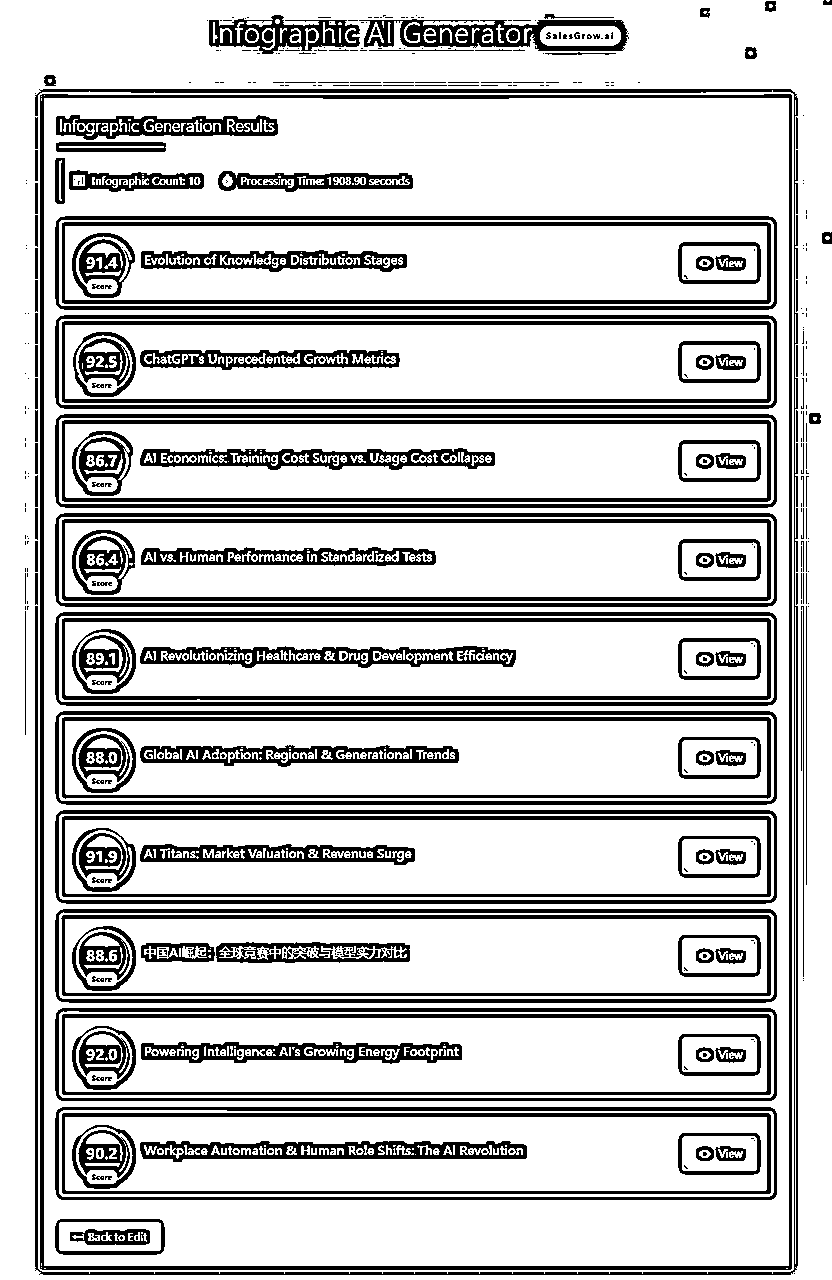 Infographic AI Generator SalesGrow.ai
Infographic Generation Results
Infographic Count: 10 Processing Time: 1908.90 seconds
91.4 Evolution of Knowledge Distribution Stages View
Score
92.5 ChatGPT's Unprecedented Growth Metrics View
Score
86.7 AI Economics: Training Cost Surge vs. Usage Cost Collapse View
Score
86.4 AI vs. Human Performance in Standardized Tests View
Score
89.1 AI Revolutionizing Healthcare & Drug Development Efficiency View
Score
88.0 Global AI Adoption: Regional & Generational Trends View
Score
91.9 AI Titans: Market Valuation & Revenue Surge View
Score
88.6 中国AI崛起：全球竞赛中的突破与模型实力对比 View
Score
92.0 Powering Intelligence: AI's Growing Energy Footprint View
Score
90.2 Workplace Automation & Human Role Shifts: The AI Revolution View
Score
Back to Edit